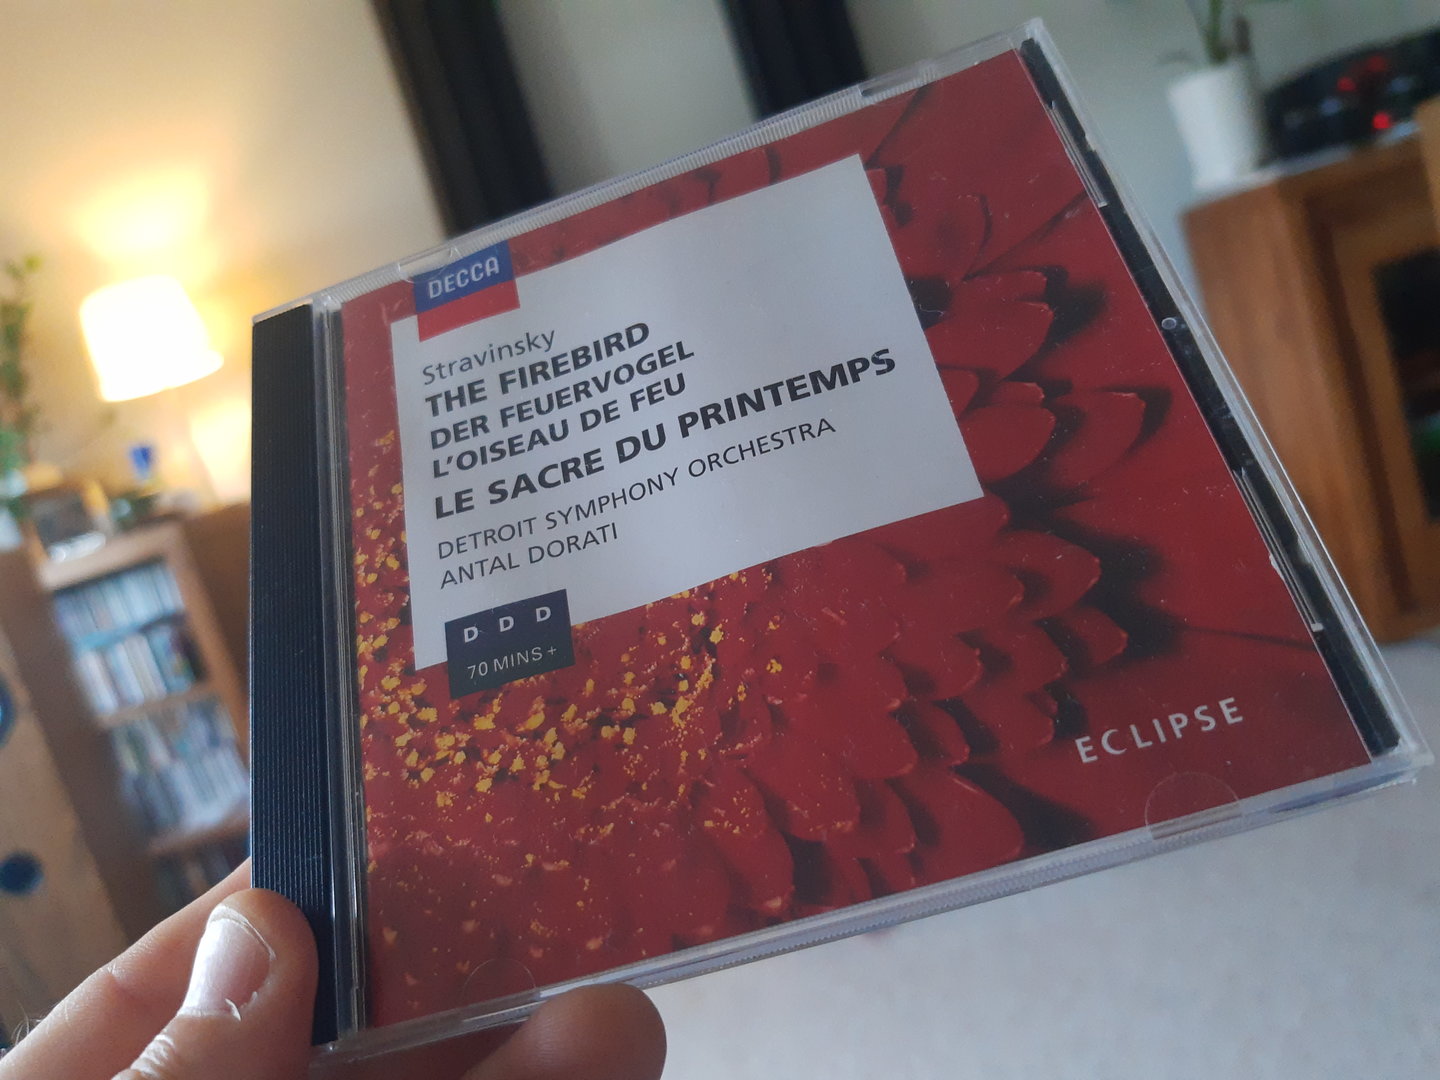 DECCA
Stravinsky
THE FIREBIRD
DER FEUERVOGEL
L'OISEAU DE FEU
LE SACRE DU PRINTEMPS
DETROIT SYMPHONY ORCHESTRA
ANTAL DORATI
D D D
70 MINS +
ECLIPSE